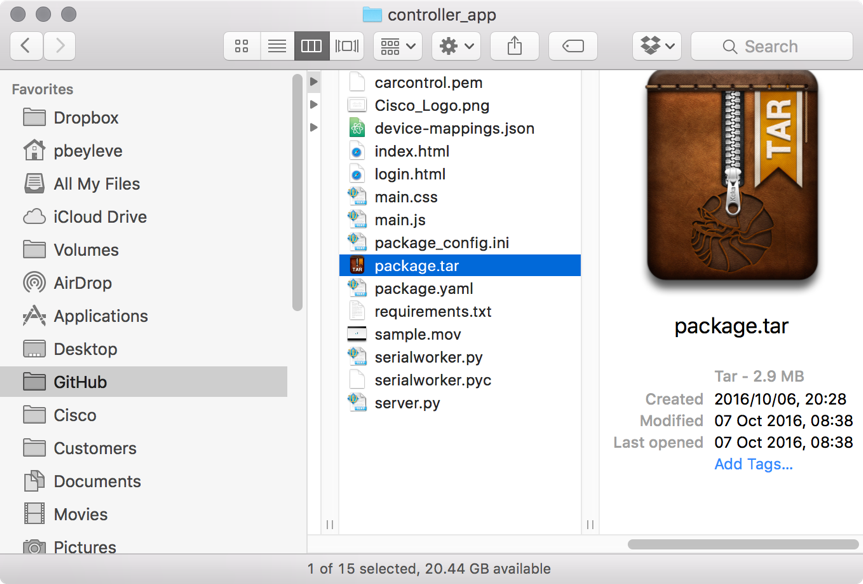 controller_app
Search
Favorites
Dropbox
pbeyleve
All My Files
iCloud Drive
Volumes
AirDrop
Applications
Desktop
GitHub
Cisco
Customers
Documents
Movies
Pictures
carcontrol.pem
Cisco_Logo.png
device-mappings.json
index.html
login.html
main.css
main.js
package_config.ini
package.tar
package.yaml
requirements.txt
sample.mov
serialworker.py
serialworker.pyc
server.py
TAR
package.tar
Tar - 2.9 MB
Created 2016/10/06, 20:28
Modified 07 Oct 2016, 08:38
Last opened 07 Oct 2016, 08:38
Add Tags...
1 of 15 selected, 20.44 GB available